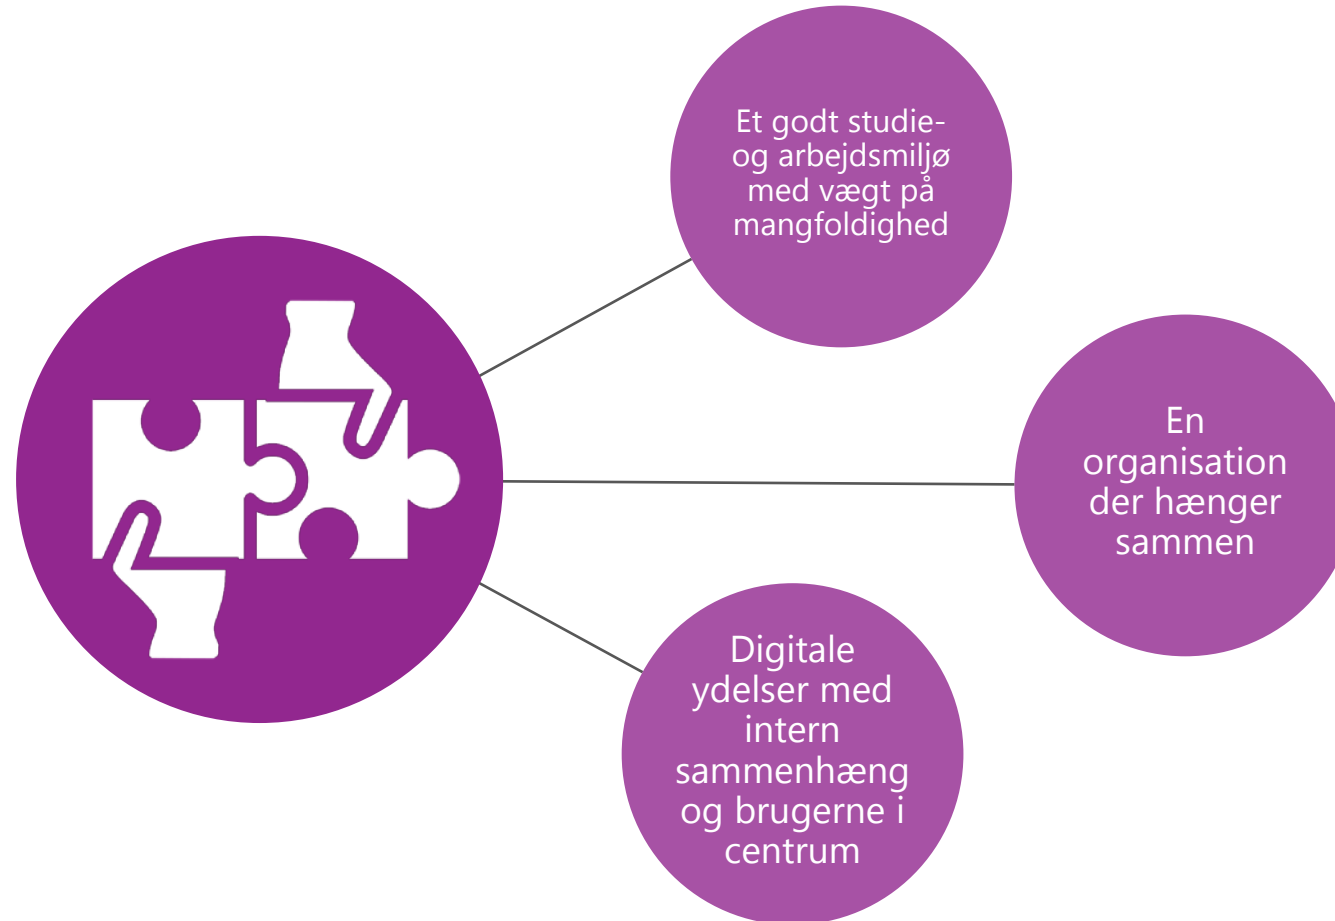 Et godt studie-
og arbejdsmiljø
med vægt på
mangfoldighed
En
organisation
der hænger
sammen
Digitale
ydelser med
intern
sammenhæng
og brugerne i
centrum